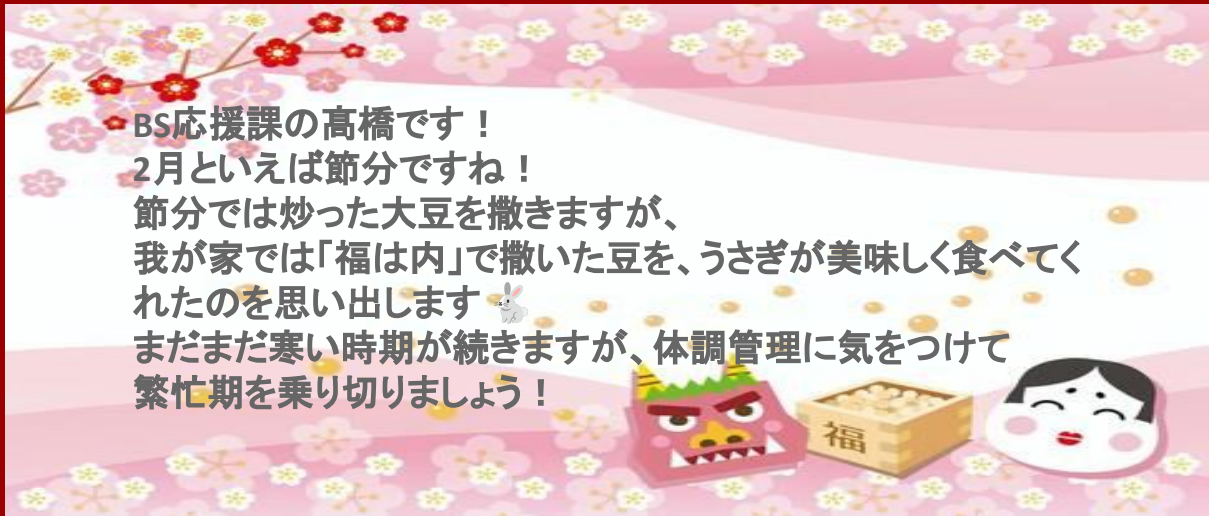 BS応援課の髙橋です！
2月といえば節分ですね！
節分では炒った大豆を撒きますが、
我が家では「福は内」で撒いた豆を、うさぎが美味しく食べてく
れたのを思い出します🐇
まだまだ寒い時期が続きますが、体調管理に気をつけて
繁忙期を乗り切りましょう！
福